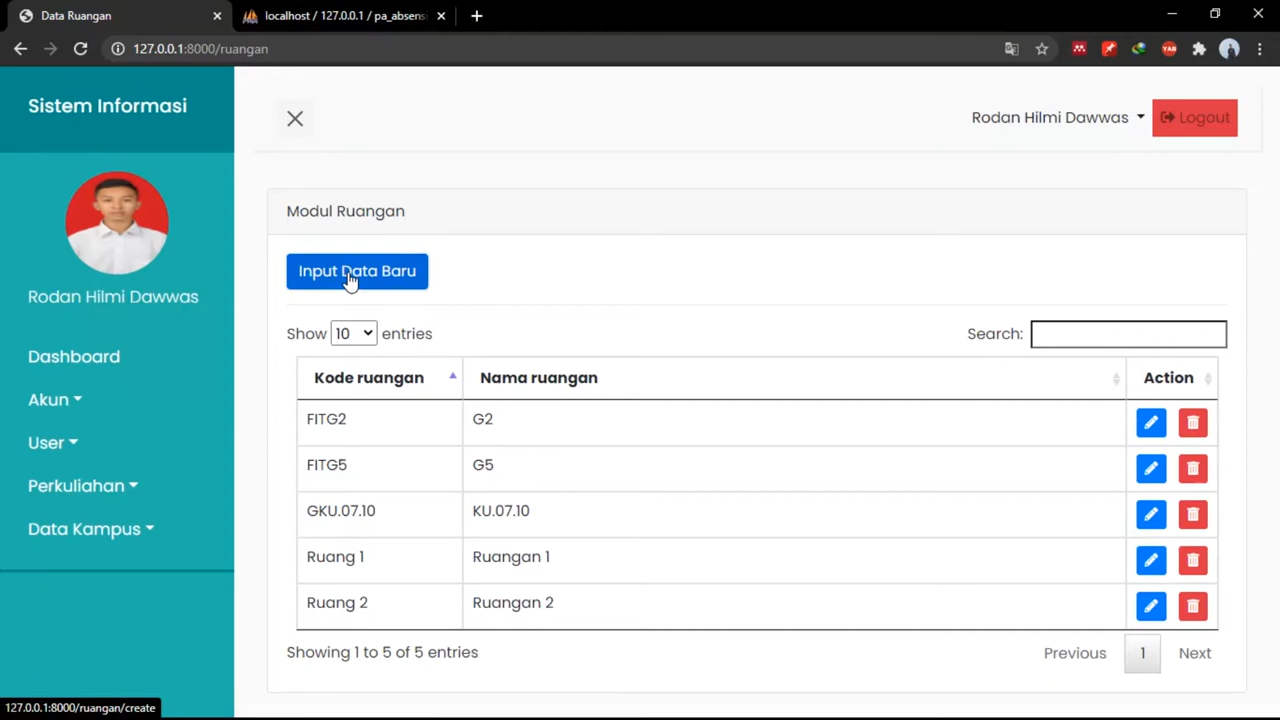 Data Ruangan
localhost / 127.0.0.1 / pa_absens
127.0.0.1:8000/ruangan
YAB
Sistem Informasi
Rodan Hilmi Dawwas
Logout
Rodan Hilmi Dawwas
Dashboard
Akun
User
Perkuliahan
Data Kampus
Modul Ruangan
Input Data Baru
Show 10 entries
Search:
Kode ruangan Nama ruangan Action
FITG2 G2
FITG5 G5
GKU.07.10 KU.07.10
Ruang 1 Ruangan 1
Ruang 2 Ruangan 2
Showing 1 to 5 of 5 entries
Previous 1 Next
127.0.0.1:8000/ruangan/create